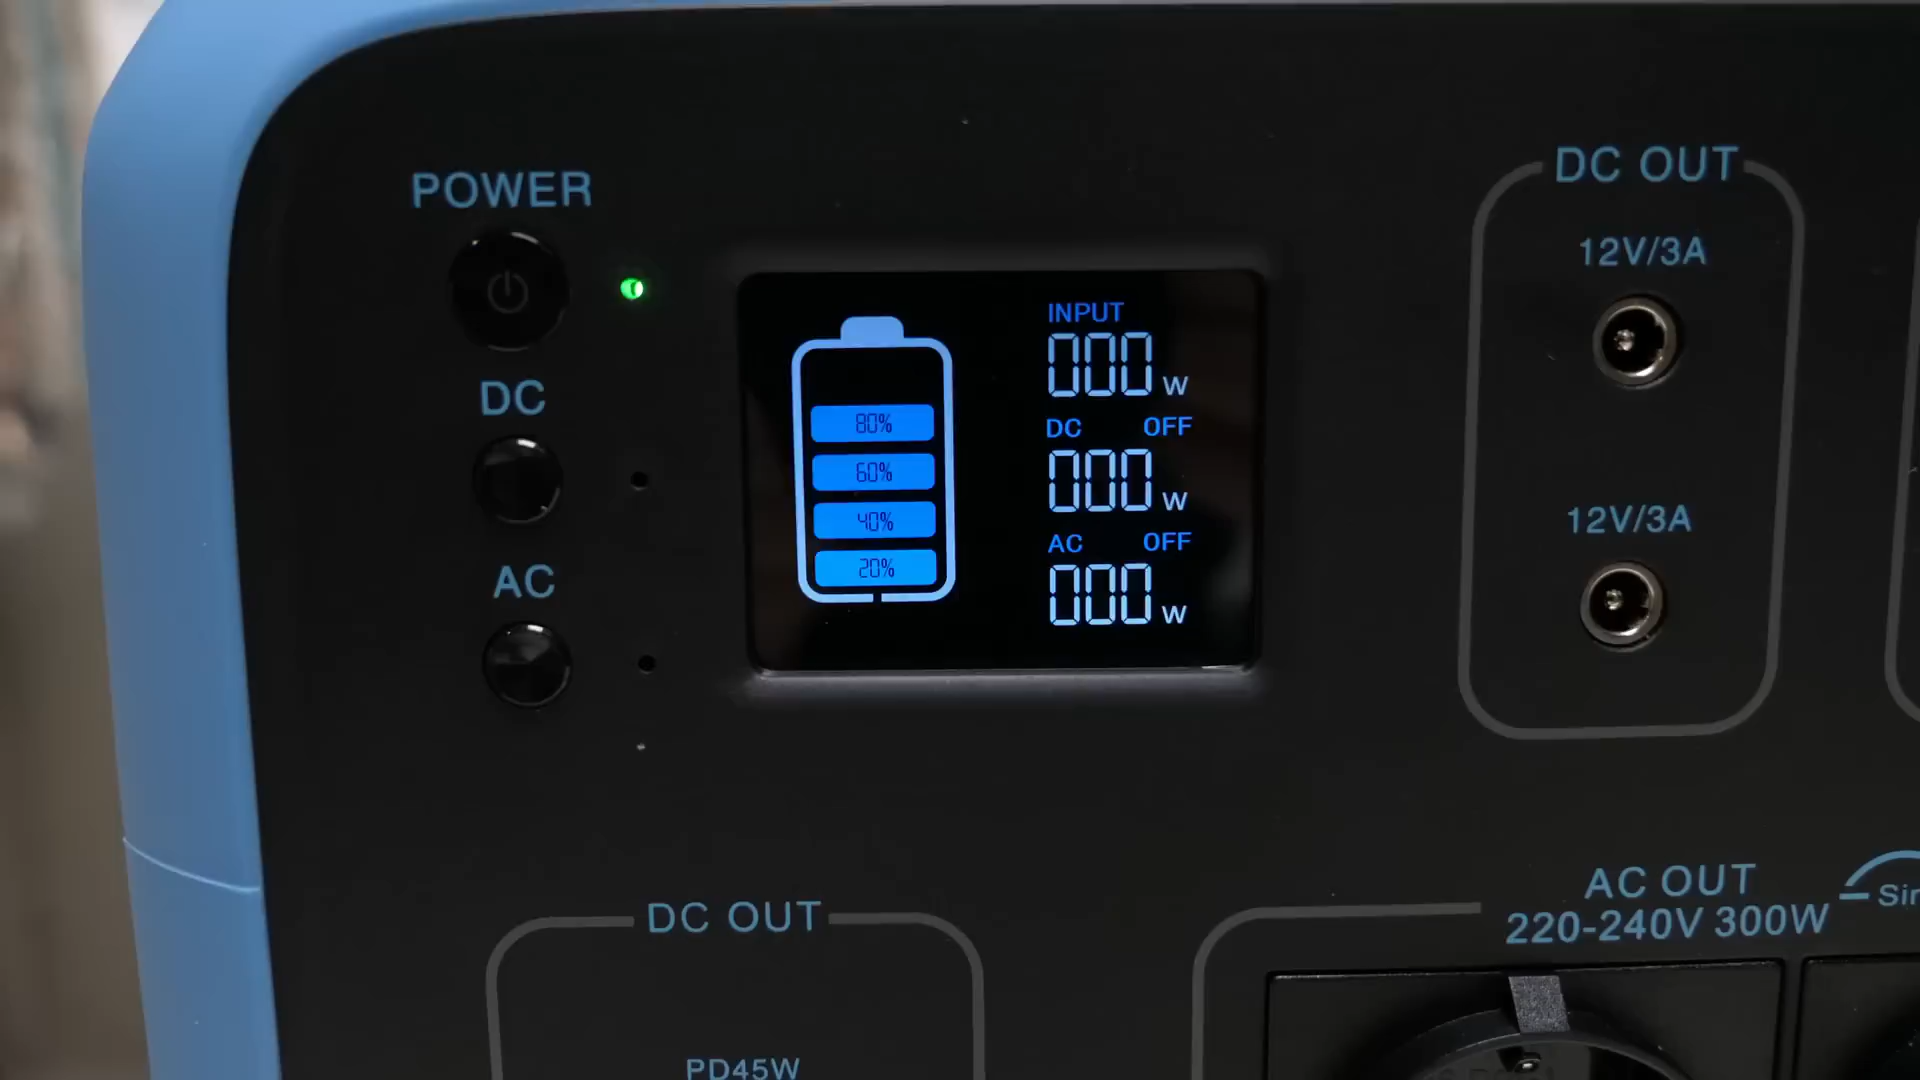 POWER
DC
AC
80%
60%
40%
20%
INPUT
000 W
DC OFF
000 W
AC OFF
000 W
DC OUT
12V/3A
12V/3A
DC OUT
PD45W
AC OUT
220-240V 300W